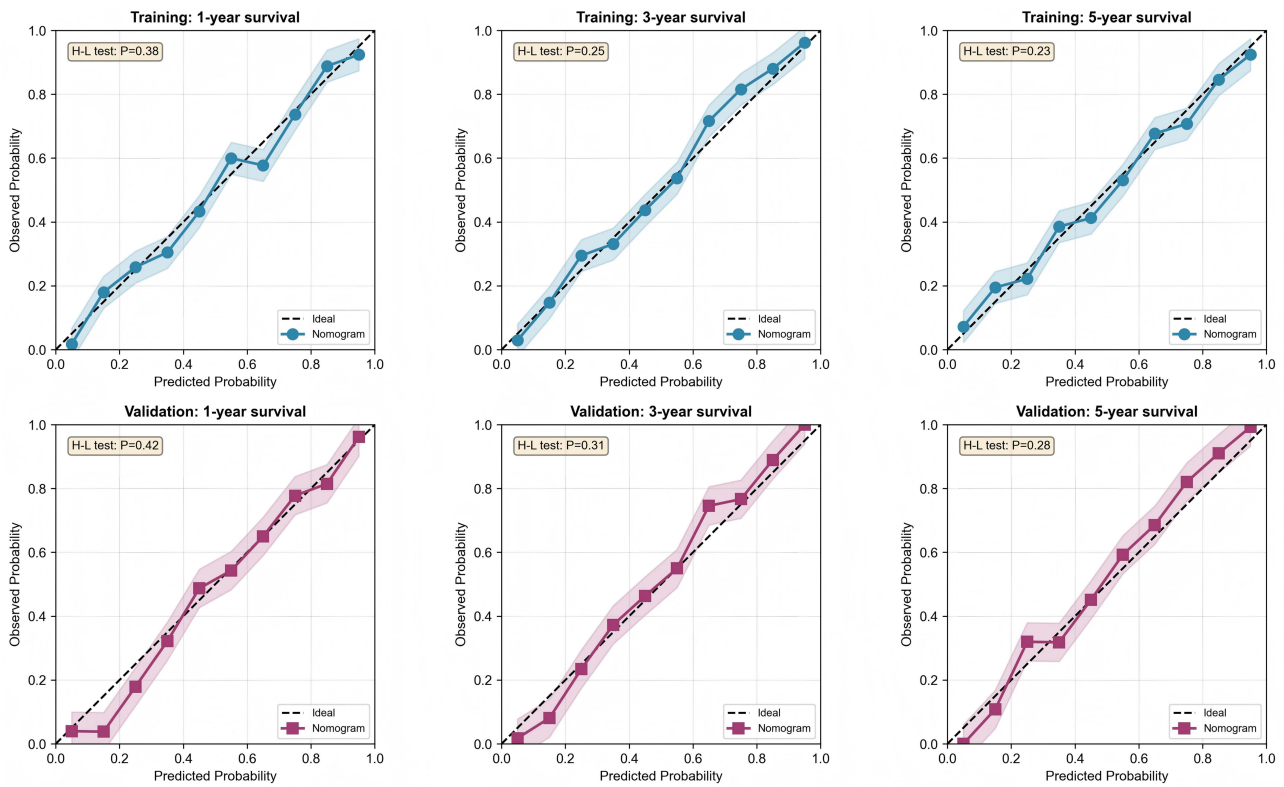 Training: 1-year survival
H-L test: P=0.38
Observed Probability
1.0
0.8
0.6
0.4
0.2
0.0
0.0 0.2 0.4 0.6 0.8 1.0
Predicted Probability
Ideal
Nomogram
Training: 3-year survival
H-L test: P=0.25
Observed Probability
1.0
0.8
0.6
0.4
0.2
0.0
0.0 0.2 0.4 0.6 0.8 1.0
Predicted Probability
Ideal
Nomogram
Training: 5-year survival
H-L test: P=0.23
Observed Probability
1.0
0.8
0.6
0.4
0.2
0.0
0.0 0.2 0.4 0.6 0.8 1.0
Predicted Probability
Ideal
Nomogram
Validation: 1-year survival
H-L test: P=0.42
Observed Probability
1.0
0.8
0.6
0.4
0.2
0.0
0.0 0.2 0.4 0.6 0.8 1.0
Predicted Probability
Ideal
Nomogram
Validation: 3-year survival
H-L test: P=0.31
Observed Probability
1.0
0.8
0.6
0.4
0.2
0.0
0.0 0.2 0.4 0.6 0.8 1.0
Predicted Probability
Ideal
Nomogram
Validation: 5-year survival
H-L test: P=0.28
Observed Probability
1.0
0.8
0.6
0.4
0.2
0.0
0.0 0.2 0.4 0.6 0.8 1.0
Predicted Probability
Ideal
Nomogram